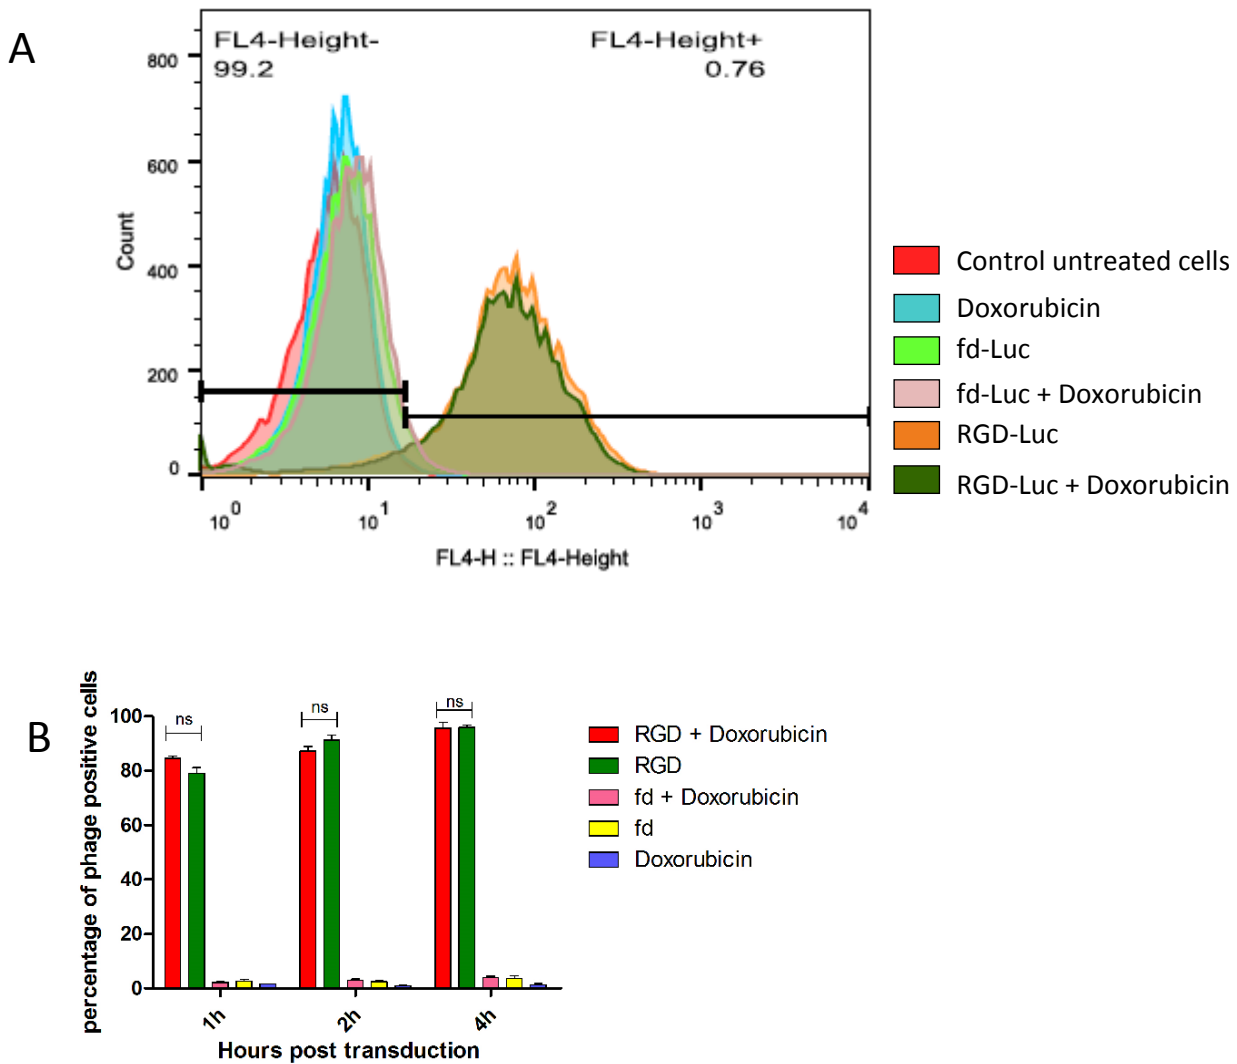 A
FL4-Height-
99.2
FL4-Height+
0.76
800
600
400
200
0
Count
10^0
10^1
10^2
10^3
10^4
FL4-H :: FL4-Height
Control untreated cells
Doxorubicin
fd-Luc
fd-Luc + Doxorubicin
RGD-Luc
RGD-Luc + Doxorubicin
B
percentage of phage positive cells
100
80
60
40
20
0
ns
ns
ns
1h
2h
4h
Hours post transduction
RGD + Doxorubicin
RGD
fd + Doxorubicin
fd
Doxorubicin